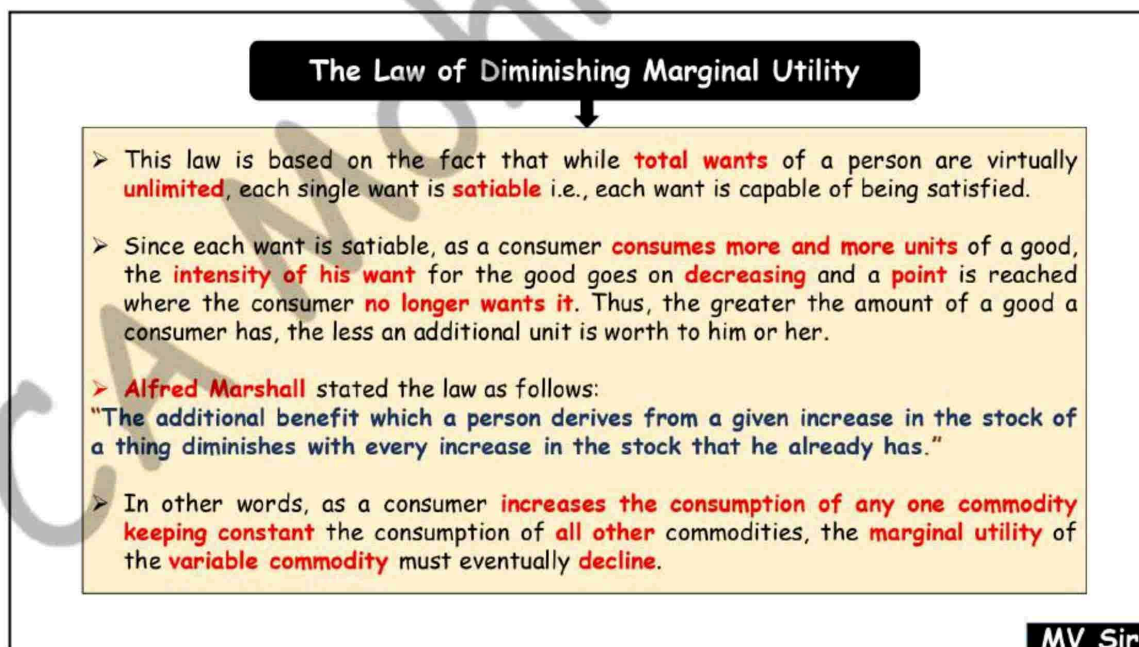 The Law of Diminishing Marginal Utility
➢ This law is based on the fact that while total wants of a person are virtually
unlimited, each single want is satiable i.e., each want is capable of being satisfied.
➢ Since each want is satiable, as a consumer consumes more and more units of a good,
the intensity of his want for the good goes on decreasing and a point is reached
where the consumer no longer wants it. Thus, the greater the amount of a good a
consumer has, the less an additional unit is worth to him or her.
➢ Alfred Marshall stated the law as follows:
"The additional benefit which a person derives from a given increase in the stock of
a thing diminishes with every increase in the stock that he already has."
➢ In other words, as a consumer increases the consumption of any one commodity
keeping constant the consumption of all other commodities, the marginal utility of
the variable commodity must eventually decline.
MV Sir
CA Moh